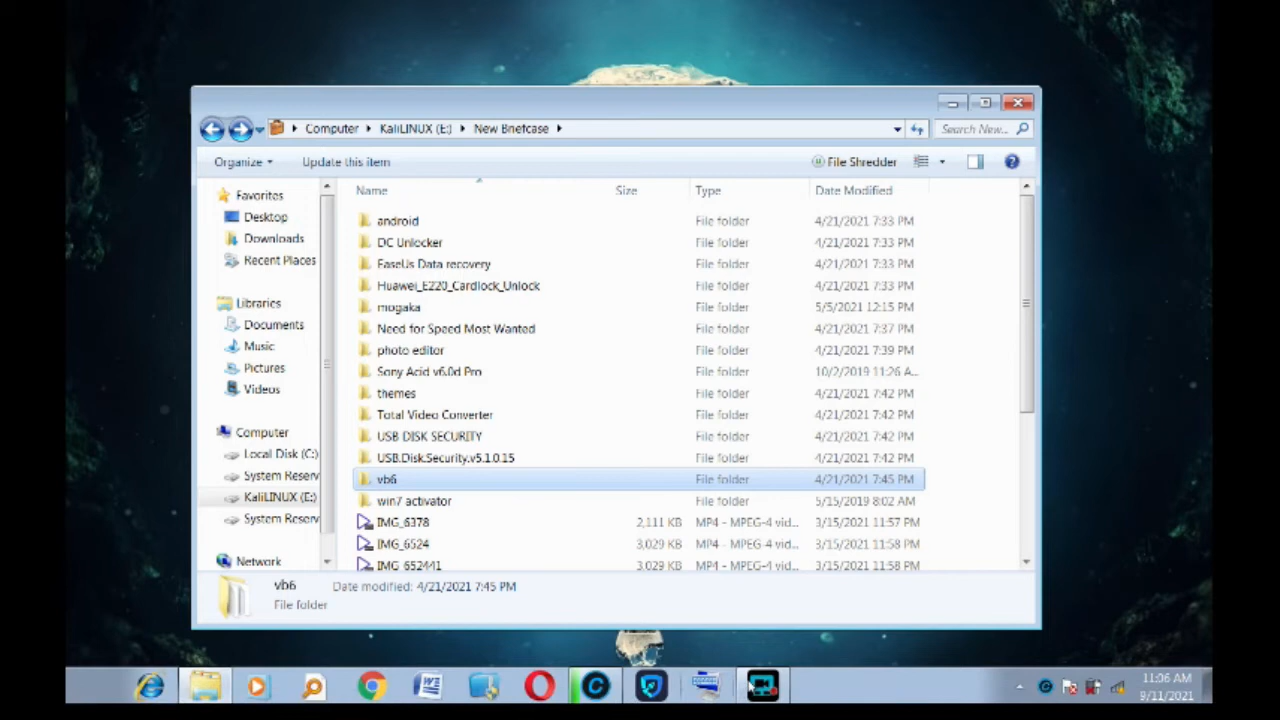 Computer KaliLINUX (E:) New Briefcase
Search New...
Organize Update this item File Shredder
Name Size Type Date Modified
Favorites
Desktop
Downloads
Recent Places
Libraries
Documents
Music
Pictures
Videos
Computer
Local Disk (C:)
System Reserv
KaliLINUX (E:)
System Reserv
Network
android File folder 4/21/2021 7:33 PM
DC Unlocker File folder 4/21/2021 7:33 PM
EaseUs Data recovery File folder 4/21/2021 7:33 PM
Huawei_E220_Cardlock_Unlock File folder 4/21/2021 7:33 PM
mogaka File folder 5/5/2021 12:15 PM
Need for Speed Most Wanted File folder 4/21/2021 7:37 PM
photo editor File folder 4/21/2021 7:39 PM
Sony Acid v6.0d Pro File folder 10/2/2019 11:26 A...
themes File folder 4/21/2021 7:42 PM
Total Video Converter File folder 4/21/2021 7:42 PM
USB DISK SECURITY File folder 4/21/2021 7:42 PM
USB.Disk.Security.v5.1.0.15 File folder 4/21/2021 7:42 PM
vb6 File folder 4/21/2021 7:45 PM
win7 activator File folder 5/15/2019 8:02 AM
IMG_6378 2,111 KB MP4 - MPEG-4 vid... 3/15/2021 11:57 PM
IMG_6524 3,029 KB MP4 - MPEG-4 vid... 3/15/2021 11:58 PM
IMG_652441 3,029 KB MP4 - MPEG-4 vid... 3/15/2021 11:58 PM
vb6 Date modified: 4/21/2021 7:45 PM
File folder
11:06 AM
9/11/2021